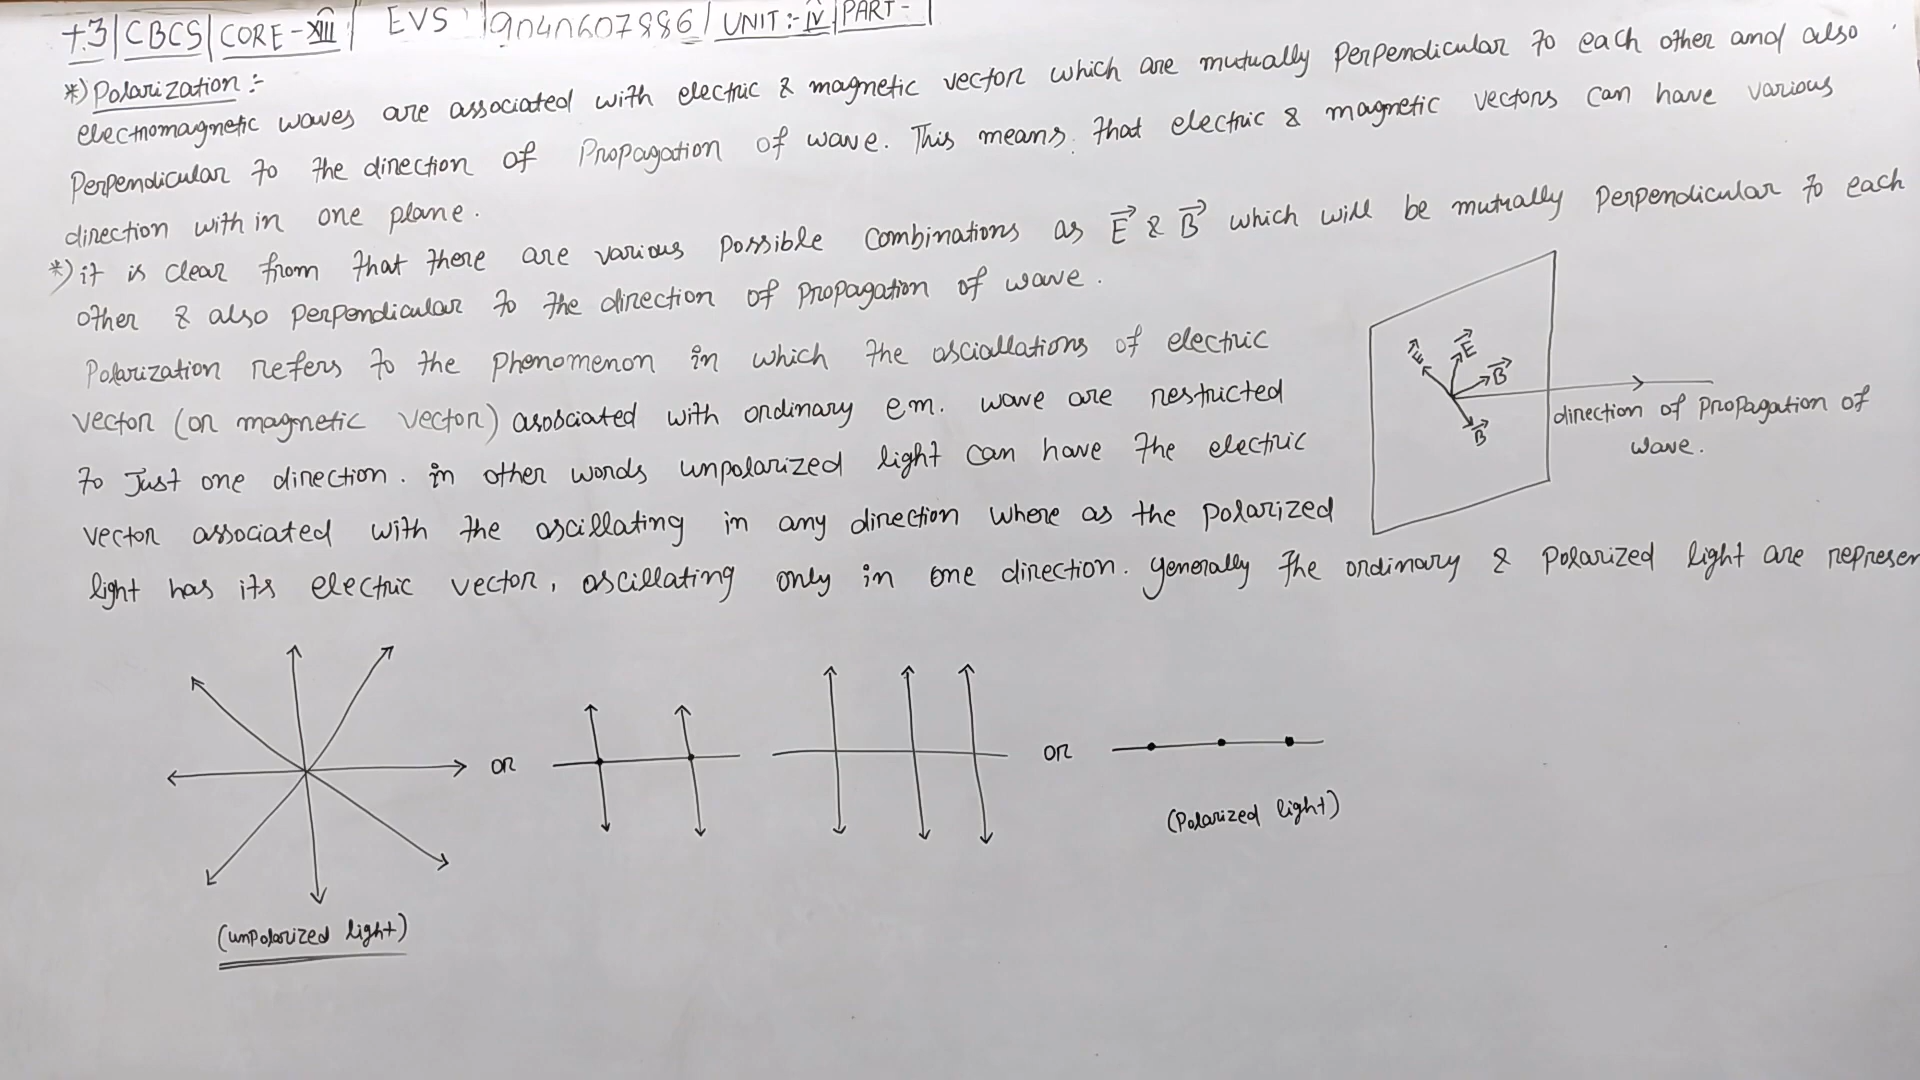 +3|CBCS|CORE-XIII| EVS |9040607886| UNIT:-IV|PART-I
*) Polarization :-
electromagnetic waves are associated with electric & magnetic vector which are mutually perpendicular to each other and also
Perpendicular to the direction of Propagation of wave. This means that electric & magnetic vectors can have various
direction with in one plane.
*) it is clear from that there are various possible combinations as E & B which will be mutually perpendicular to each
other & also perpendicular to the direction of propagation of wave.
Polarization refers to the phenomenon in which the osciallations of electric
vector (or magnetic vector) asosciated with ordinary em. wave are restricted
to Just one direction. in other words unpolarized light can have the electric
vector associated with the oscillating in any direction where as the polarized
light has its electric vector, oscillating only in one direction. generally the ordinary & polarized light are represen
E E B
B
direction of propagation of
wave.
or
or
(Polarized light)
(unpolarized light)